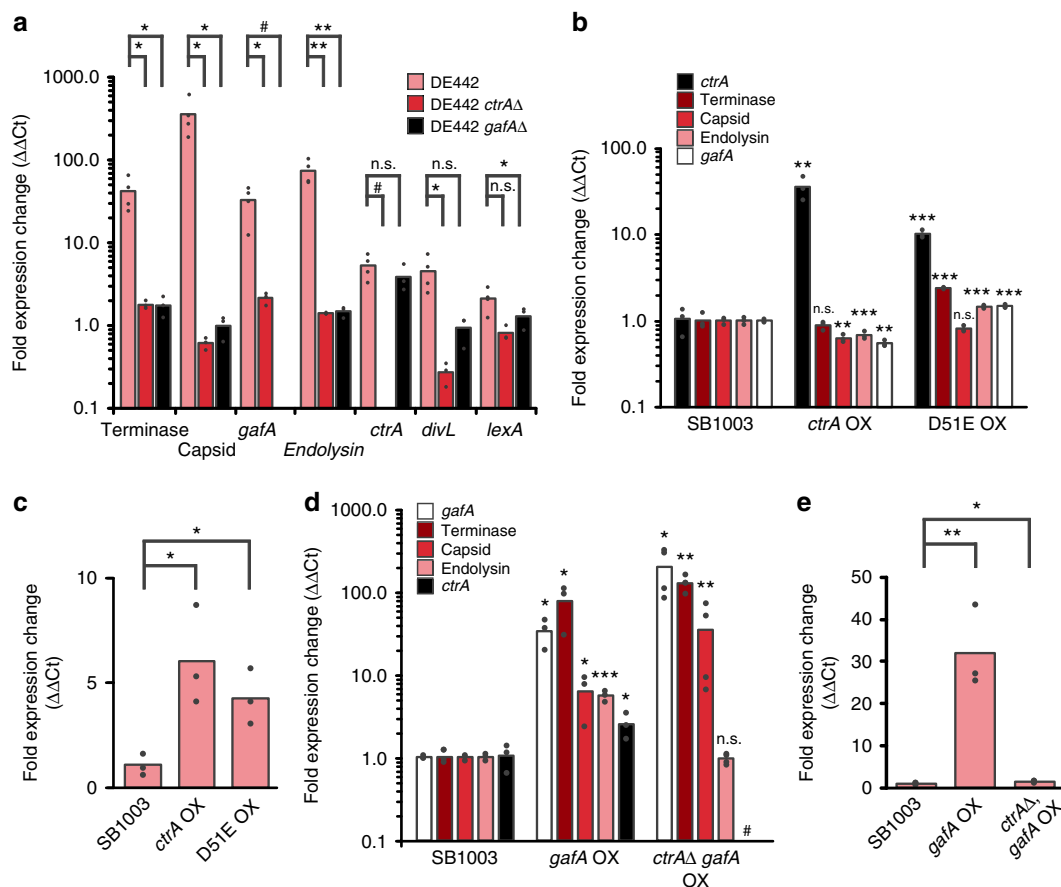 a
* * # **
* * * **
1000.0
100.0
10.0
1.0
0.1
Fold expression change (ΔΔCt)
DE442
DE442 ctrAΔ
DE442 gafAΔ
n.s. n.s. *
# * n.s.
Terminase Capsid gafA Endolysin ctrA divL lexA
b
ctrA
Terminase
Capsid
Endolysin
gafA
100.0
10.0
1.0
0.1
Fold expression change (ΔΔCt)
** n.s. ** *** **
*** *** n.s. *** ***
SB1003 ctrA OX D51E OX
c
*
*
10
5
0
Fold expression change
(ΔΔCt)
SB1003 ctrA OX D51E OX
d
gafA
Terminase
Capsid
Endolysin
ctrA
1000.0
100.0
10.0
1.0
0.1
Fold expression change (ΔΔCt)
* * * *** *
* ** ** n.s. #
SB1003 gafA OX ctrAΔ gafA
OX
e
*
**
50
40
30
20
10
0
Fold expression change
(ΔΔCt)
SB1003 gafA OX ctrAΔ,
gafA OX